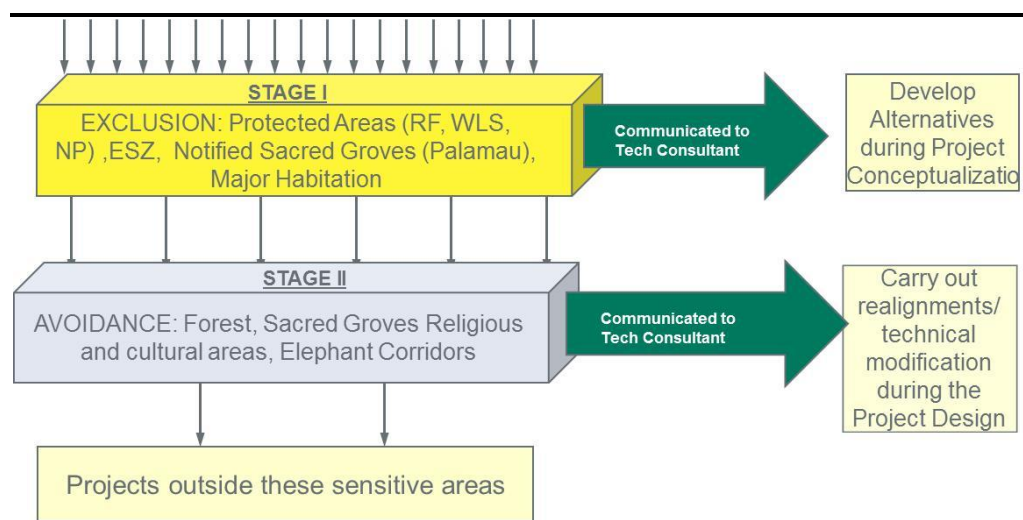 STAGE I
EXCLUSION: Protected Areas (RF, WLS,
NP) ,ESZ, Notified Sacred Groves (Palamau),
Major Habitation
Communicated to
Tech Consultant
Develop
Alternatives
during Project
Conceptualizatio
STAGE II
AVOIDANCE: Forest, Sacred Groves Religious
and cultural areas, Elephant Corridors
Communicated to
Tech Consultant
Carry out
realignments/
technical
modification
during the
Project Design
Projects outside these sensitive areas